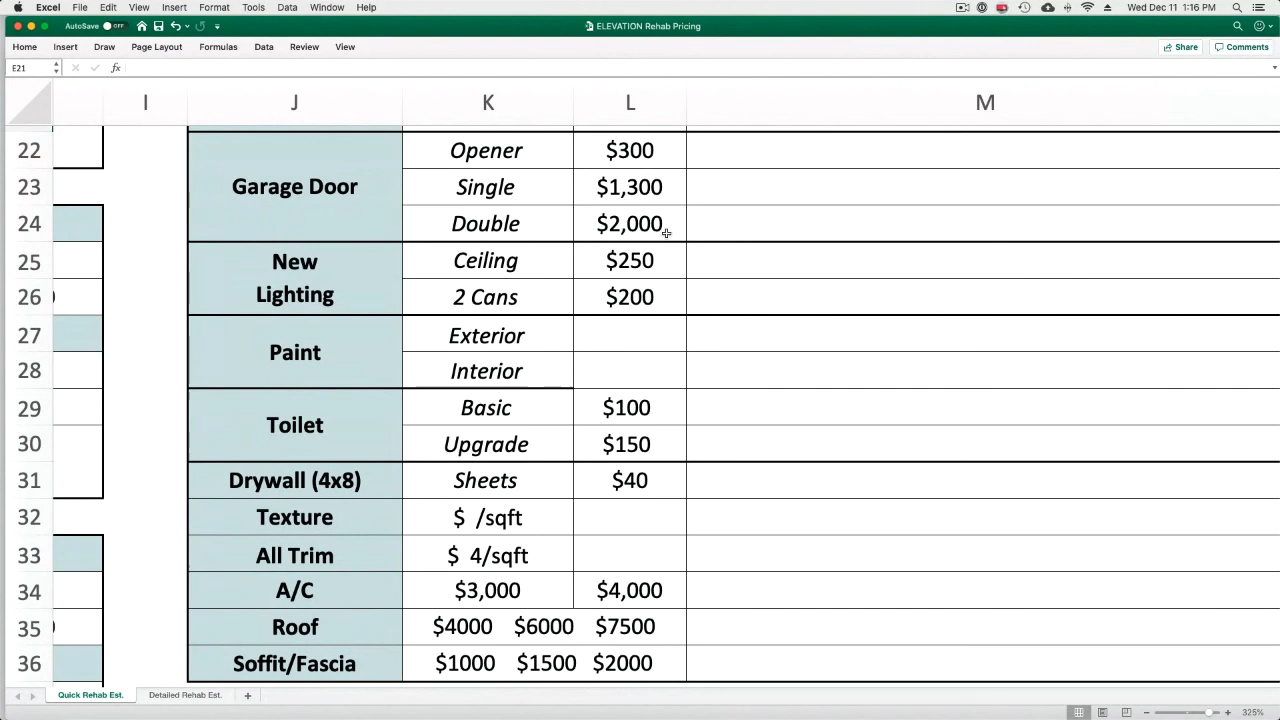 Excel File Edit View Insert Format Tools Data Window Help Wed Dec 11 1:16 PM
AutoSave OFF ELEVATION Rehab Pricing
Home Insert Draw Page Layout Formulas Data Review View Share Comments
E21 fx
I J K L M
22 Garage Door Opener $300
23 Single $1,300
24 Double $2,000
25 New Lighting Ceiling $250
26 2 Cans $200
27 Paint Exterior
28 Interior
29 Toilet Basic $100
30 Upgrade $150
31 Drywall (4x8) Sheets $40
32 Texture $ /sqft
33 All Trim $ 4/sqft
34 A/C $3,000 $4,000
35 Roof $4000 $6000 $7500
36 Soffit/Fascia $1000 $1500 $2000
Quick Rehab Est. Detailed Rehab Est. +
325%